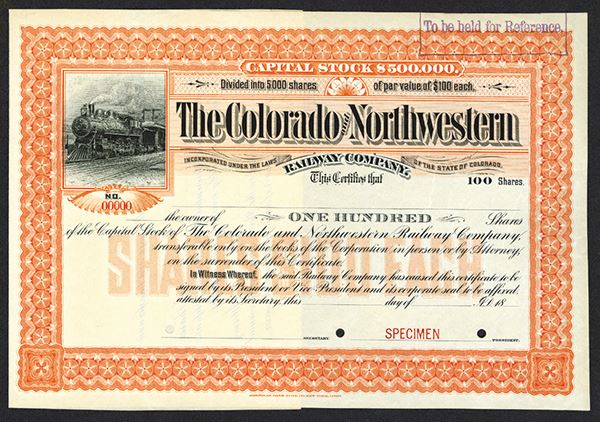 To be held for Reference.
CAPITAL STOCK $500,000.
Divided into 5000 shares of par value of $100 each.
The Colorado and Northwestern
INCORPORATED UNDER THE LAWS RAILWAY COMPANY. OF THE STATE OF COLORADO.
This Certifies that 100 Shares.
NO.
00000
the owner of ONE HUNDRED Shares
of the Capital Stock of The Colorado and Northwestern Railway Company,
transferable only on the books of the Corporation in person or by Attorney,
on the surrender of this Certificate.
In Witness Whereof, the said Railway Company has caused this certificate to be
signed by its President or Vice-President and its corporate seal to be affixed,
attested by its Secretary, this day of A.D. 18
SPECIMEN
SECRETARY. PRESIDENT.